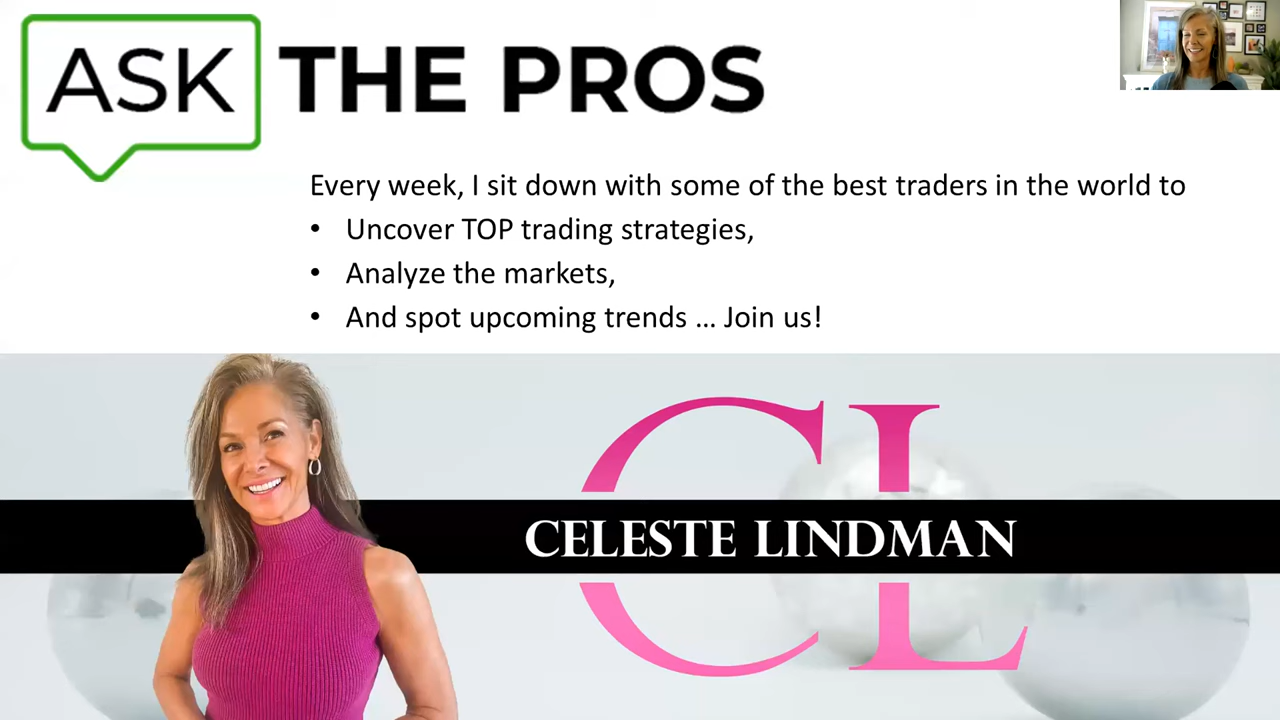 ASK THE PROS
Every week, I sit down with some of the best traders in the world to
• Uncover TOP trading strategies,
• Analyze the markets,
• And spot upcoming trends ... Join us!
CL
CELESTE LINDMAN